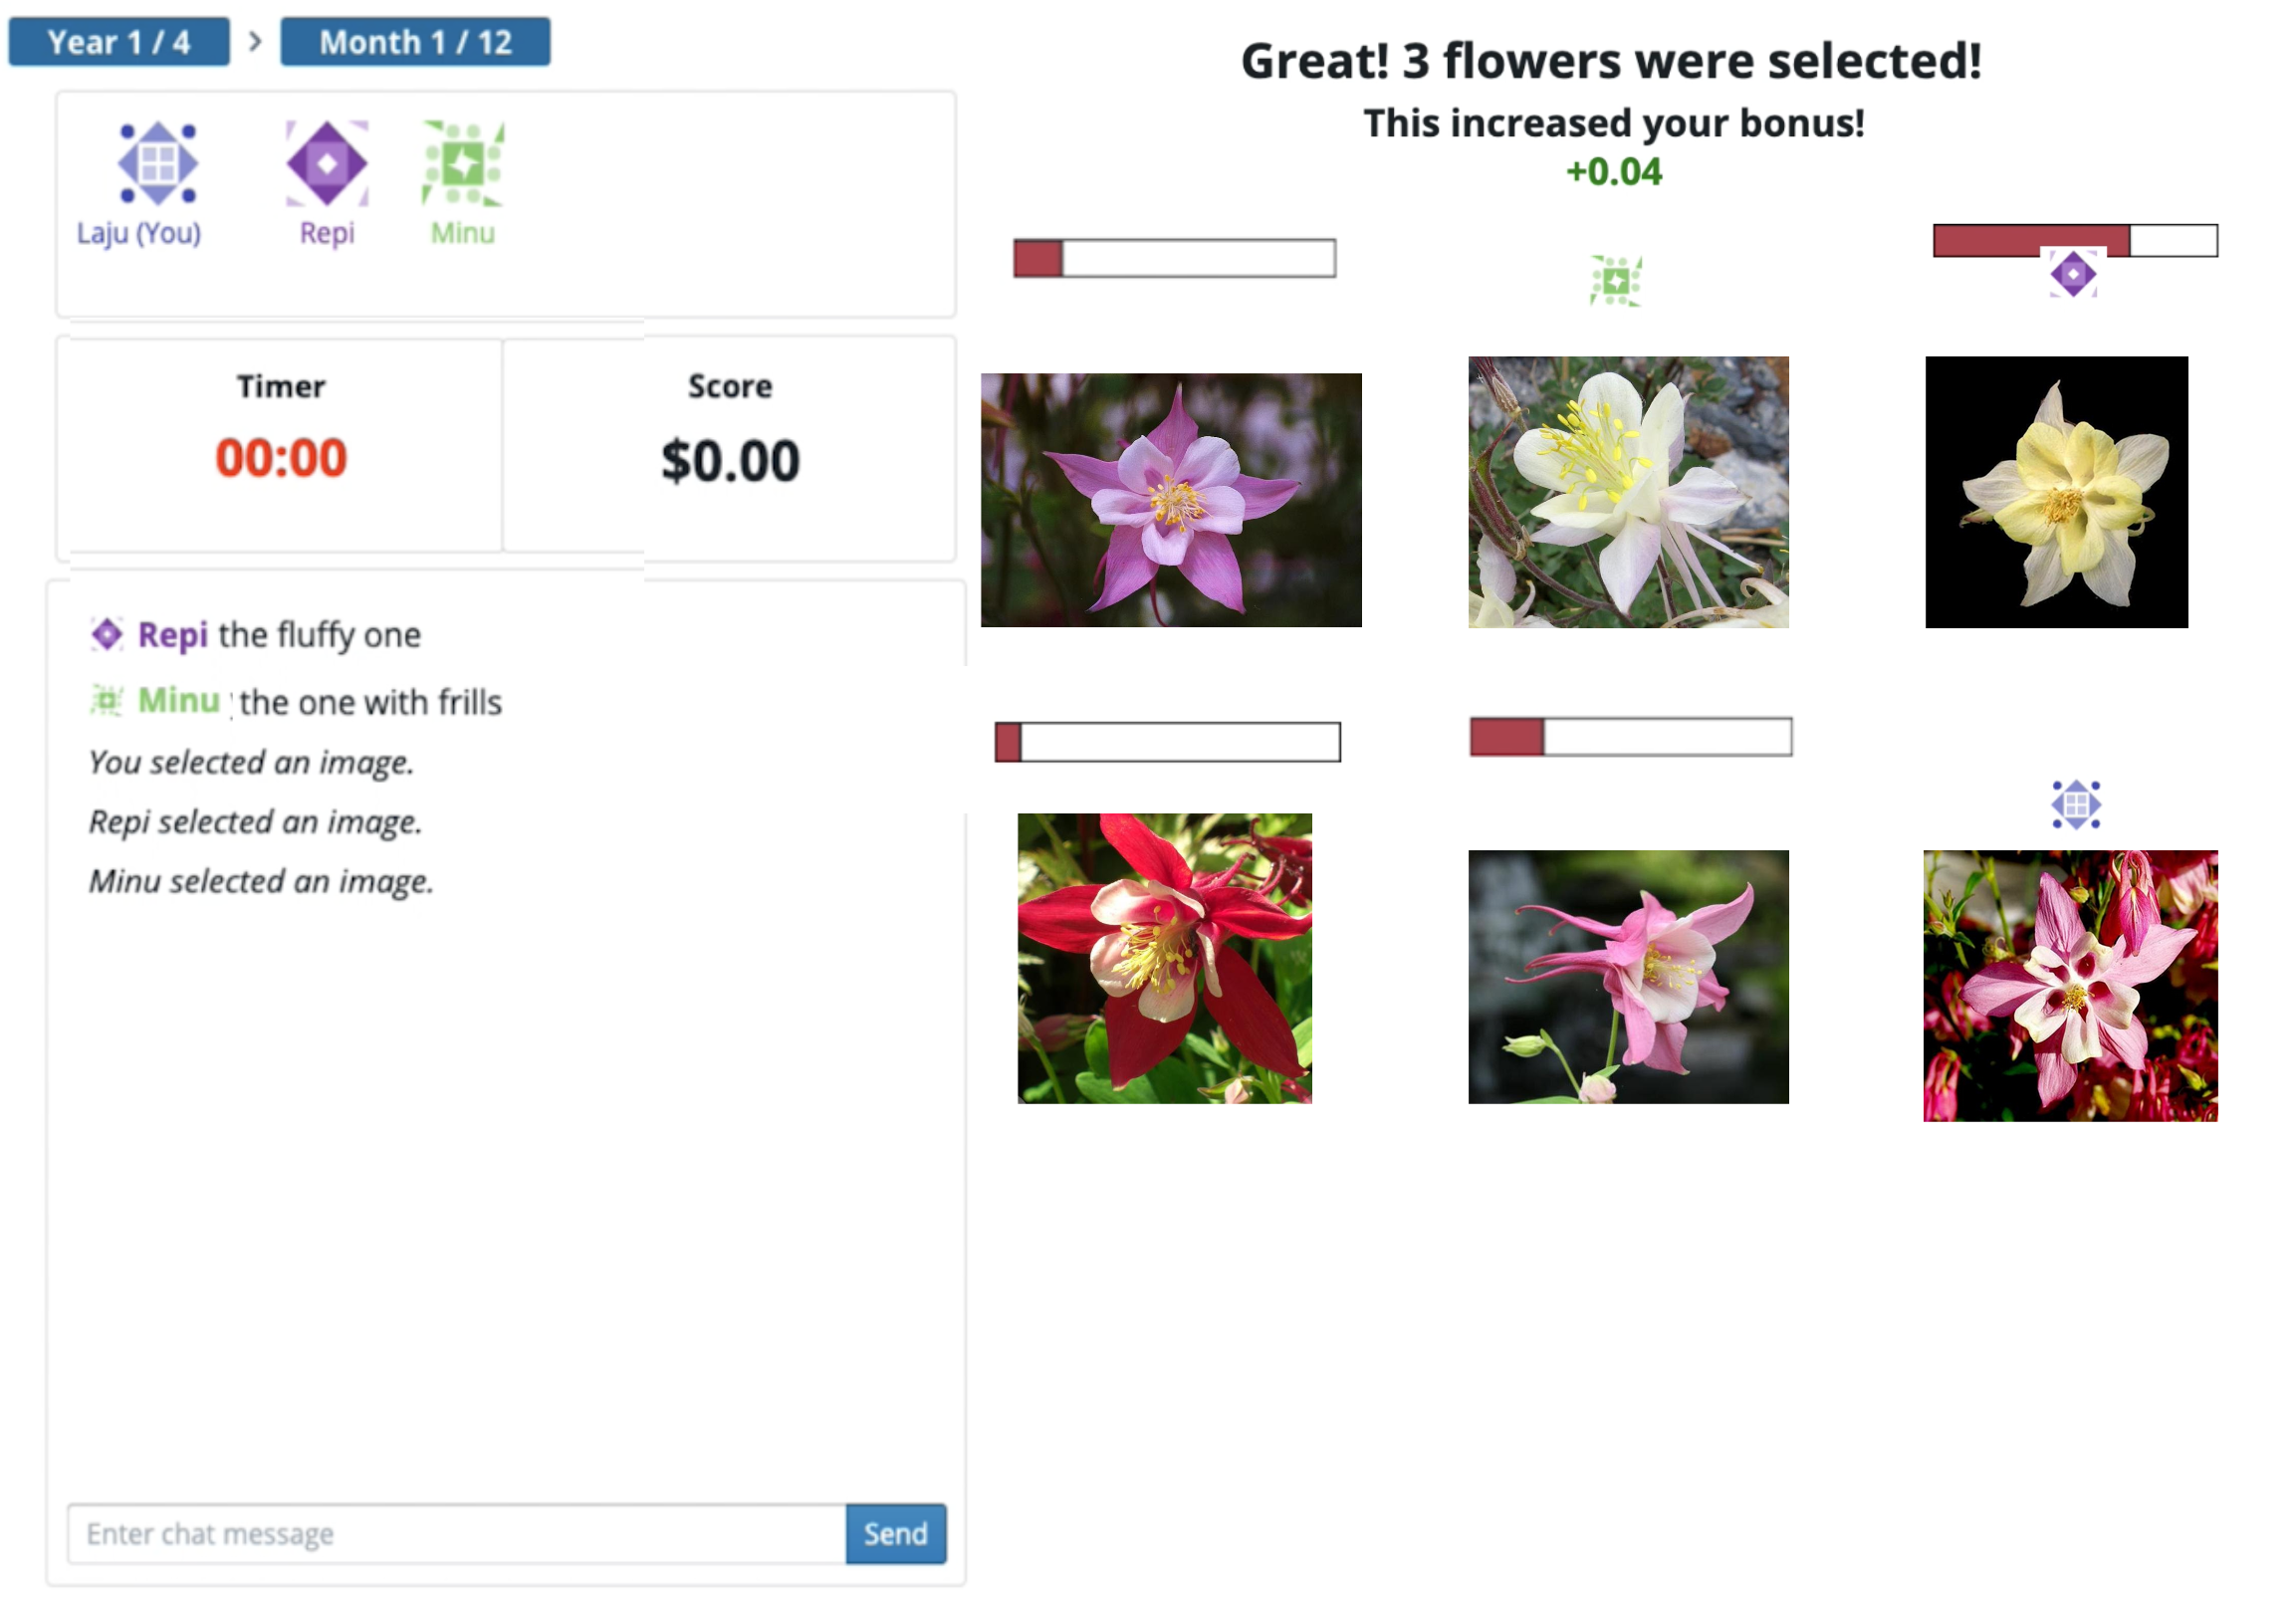 Year 1 / 4 > Month 1 / 12
Laju (You) Repi Minu
Timer Score
00:00 $0.00
Repi the fluffy one
Minu the one with frills
You selected an image.
Repi selected an image.
Minu selected an image.
Enter chat message Send
Great! 3 flowers were selected!
This increased your bonus!
+0.04